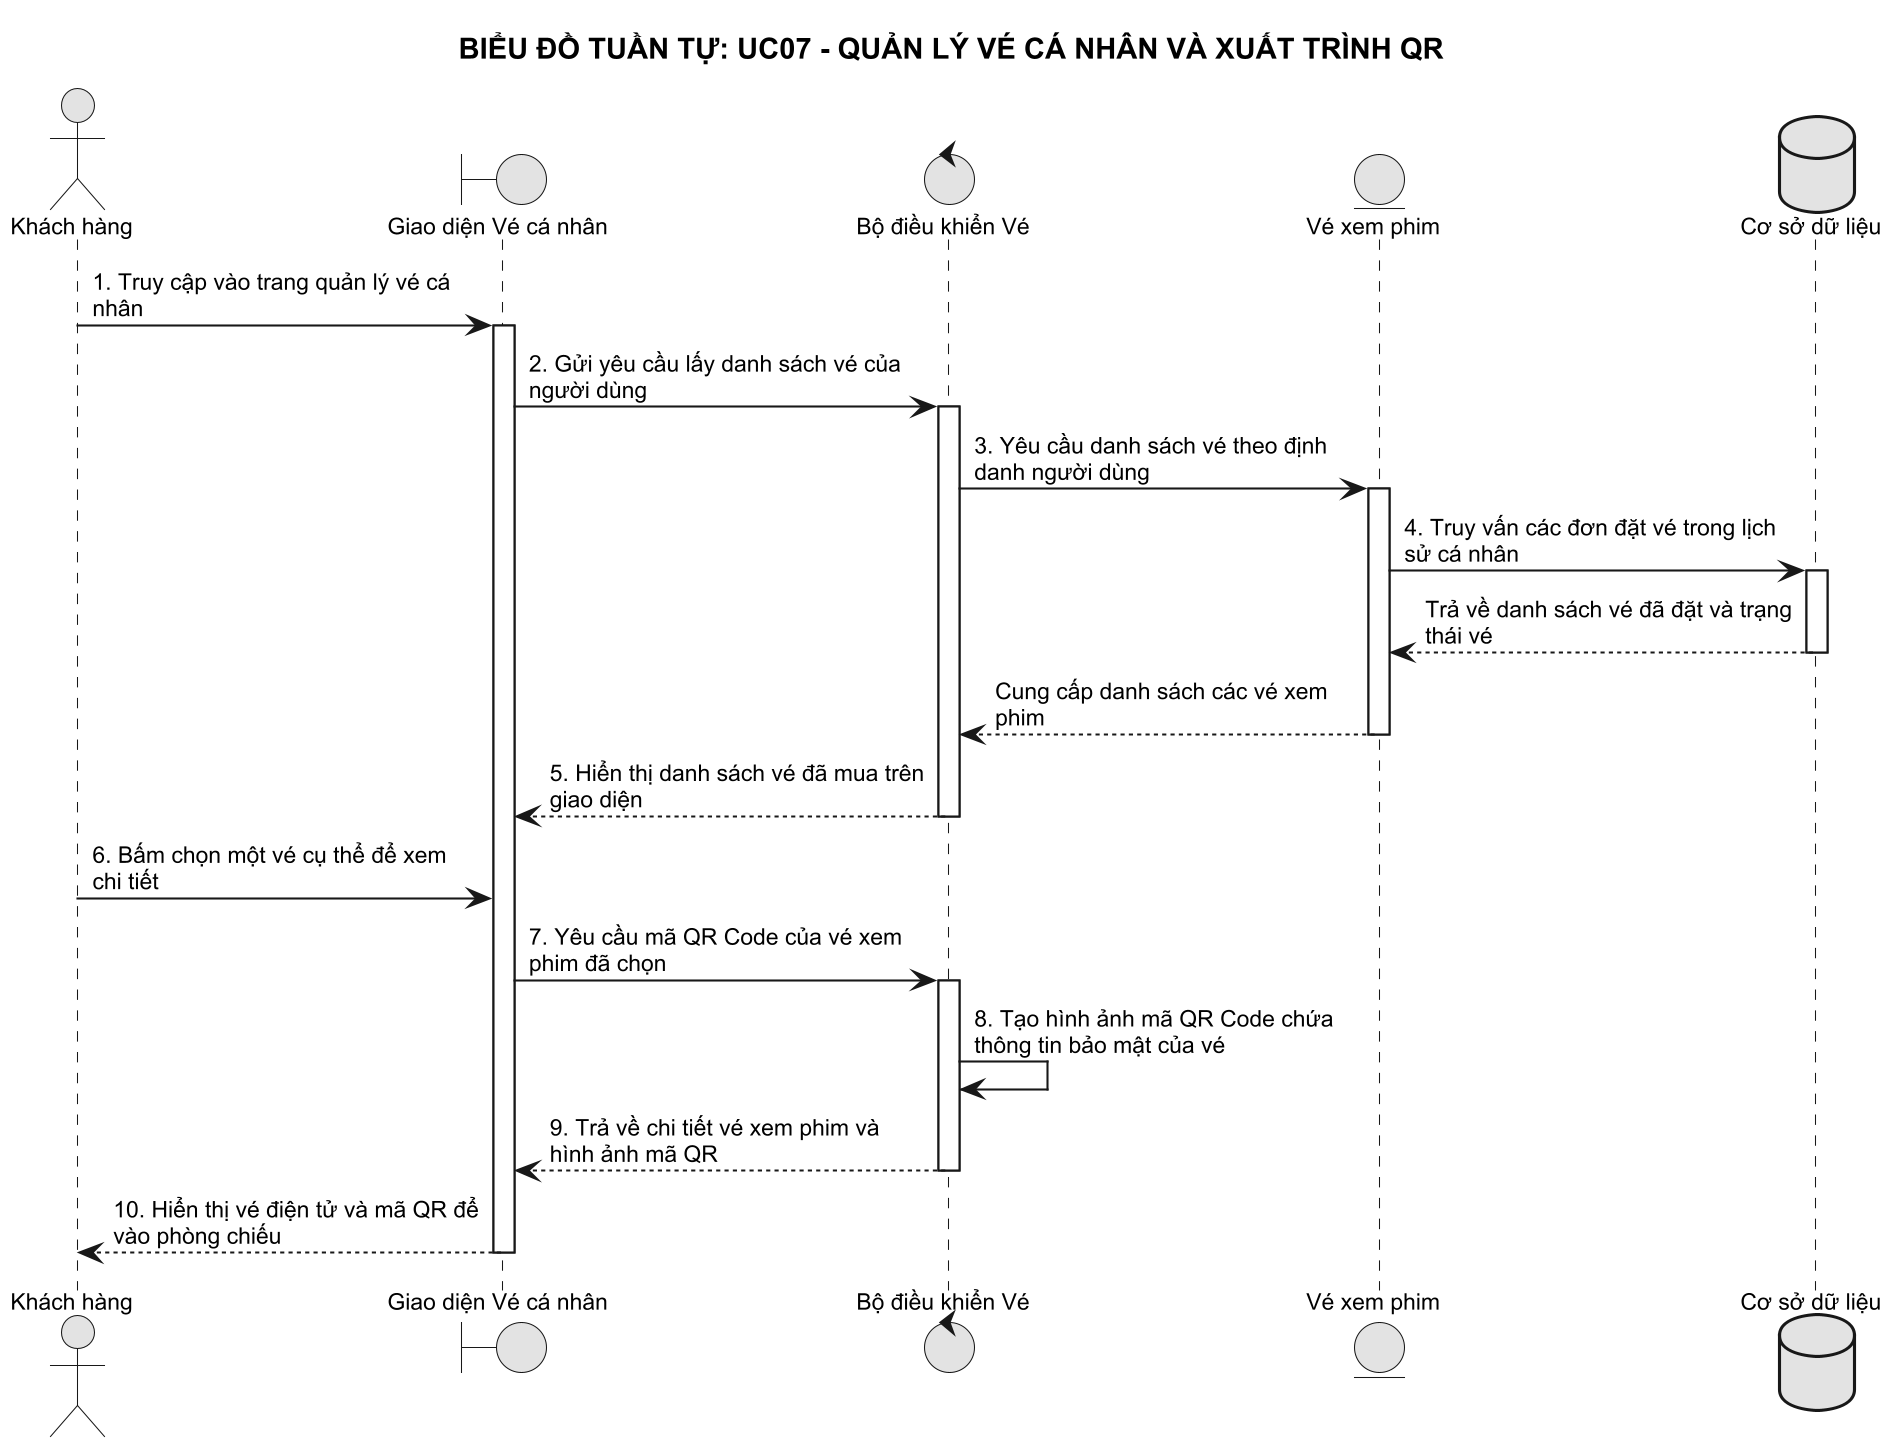 BIỂU ĐỒ TUẦN TỰ: UC07 - QUẢN LÝ VÉ CÁ NHÂN VÀ XUẤT TRÌNH QR
Khách hàng
Giao diện Vé cá nhân
Bộ điều khiển Vé
Vé xem phim
Cơ sở dữ liệu
1. Truy cập vào trang quản lý vé cá
nhân
2. Gửi yêu cầu lấy danh sách vé của
người dùng
3. Yêu cầu danh sách vé theo định
danh người dùng
4. Truy vấn các đơn đặt vé trong lịch
sử cá nhân
Trả về danh sách vé đã đặt và trạng
thái vé
Cung cấp danh sách các vé xem
phim
5. Hiển thị danh sách vé đã mua trên
giao diện
6. Bấm chọn một vé cụ thể để xem
chi tiết
7. Yêu cầu mã QR Code của vé xem
phim đã chọn
8. Tạo hình ảnh mã QR Code chứa
thông tin bảo mật của vé
9. Trả về chi tiết vé xem phim và
hình ảnh mã QR
10. Hiển thị vé điện tử và mã QR để
vào phòng chiếu
Khách hàng
Giao diện Vé cá nhân
Bộ điều khiển Vé
Vé xem phim
Cơ sở dữ liệu